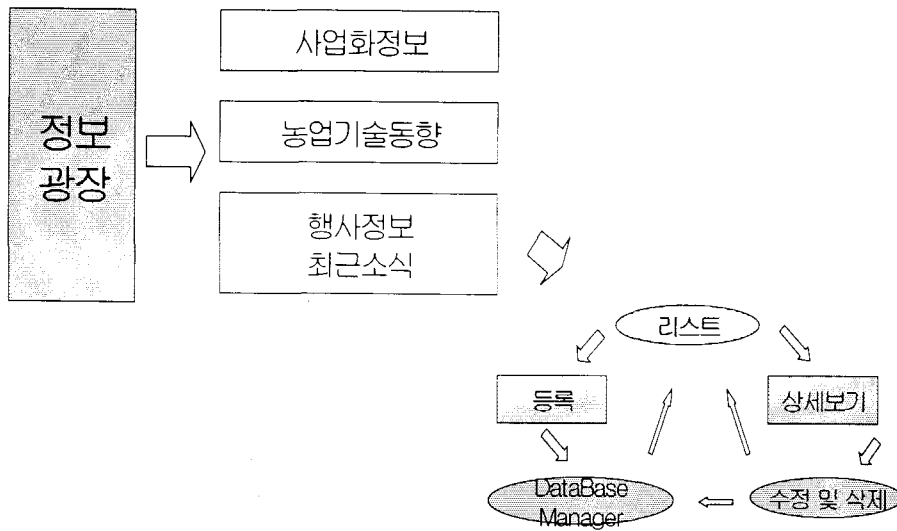 정보
광장
사업화정보
농업기술동향
행사정보
최근소식
리스트
등록
상세보기
DataBase
Manager
수정 및 삭제